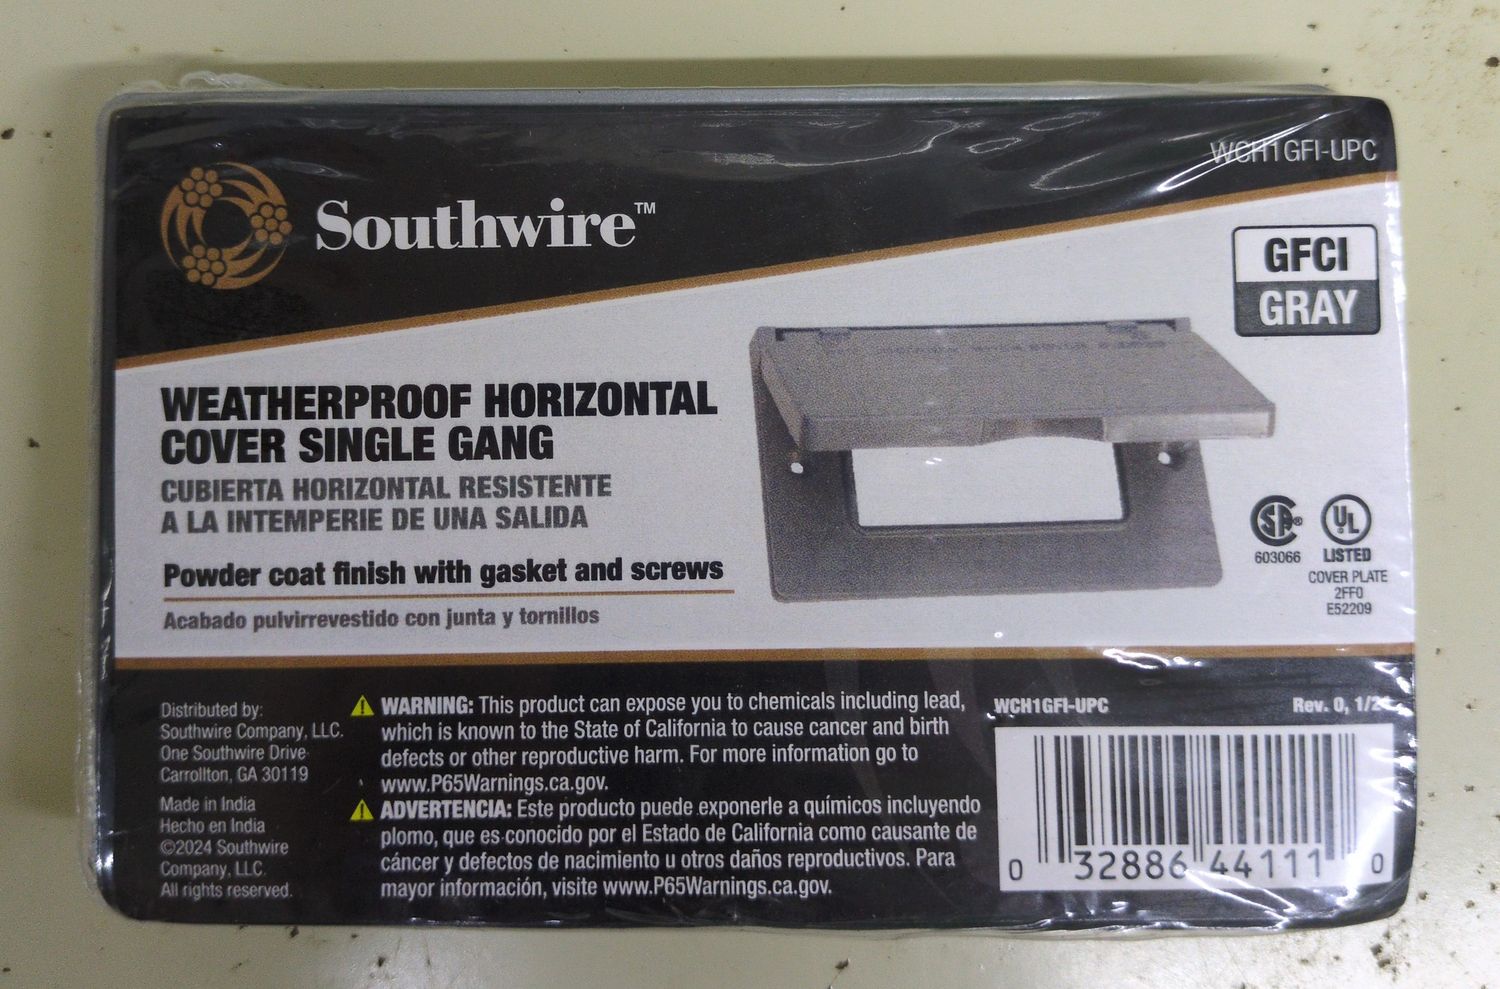 WCH1GFI-UPC
Southwire™
GFCI
GRAY
WEATHERPROOF HORIZONTAL
COVER SINGLE GANG
CUBIERTA HORIZONTAL RESISTENTE
A LA INTEMPERIE DE UNA SALIDA
Powder coat finish with gasket and screws
Acabado pulvirrevestido con junta y tornillos
SA®
603066
UL
LISTED
COVER PLATE
2FF0
E52209
Distributed by:
Southwire Company, LLC.
One Southwire Drive
Carrollton, GA 30119
Made in India
Hecho en India
©2024 Southwire
Company, LLC.
All rights reserved.
WARNING: This product can expose you to chemicals including lead,
which is known to the State of California to cause cancer and birth
defects or other reproductive harm. For more information go to
www.P65Warnings.ca.gov.
ADVERTENCIA: Este producto puede exponerle a químicos incluyendo
plomo, que es conocido por el Estado de California como causante de
cáncer y defectos de nacimiento u otros daños reproductivos. Para
mayor información, visite www.P65Warnings.ca.gov.
WCH1GFI-UPC
Rev. 0,
0 32886 44111 0